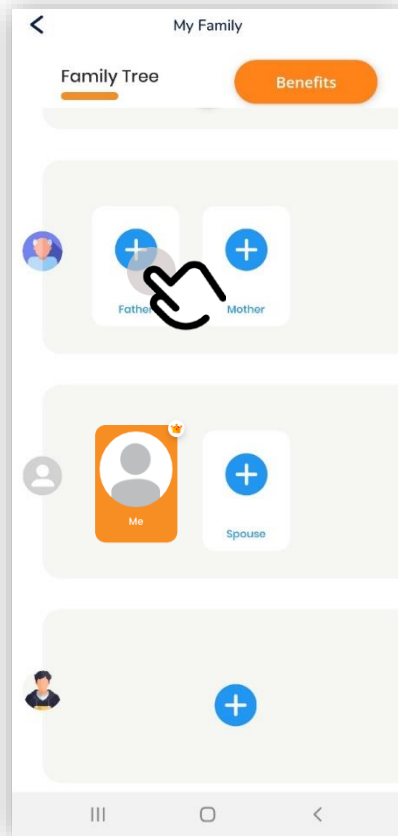 My Family
Family Tree
Benefits
Father
Mother
Me
Spouse